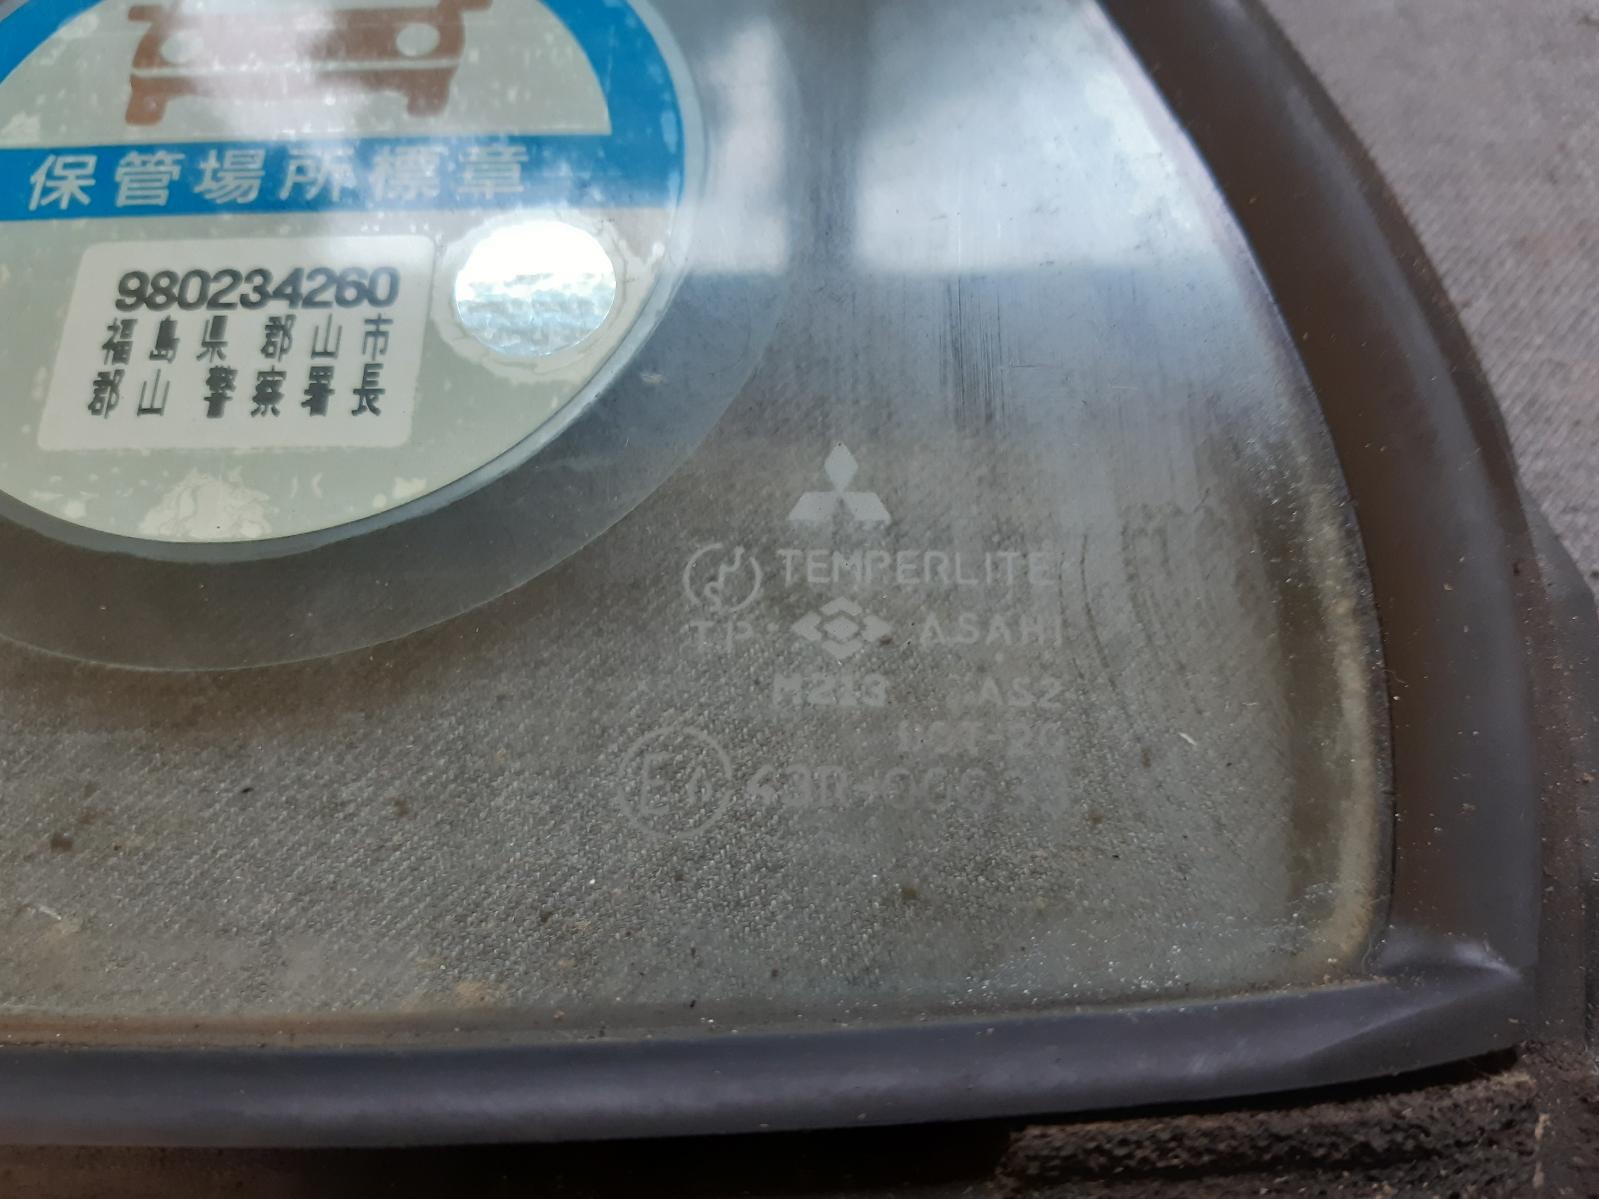 保管場所標章
980234260
福島県 郡山市
郡山 警察署長
TEMPERLITE
TP ASAHI
M213 AS2
E